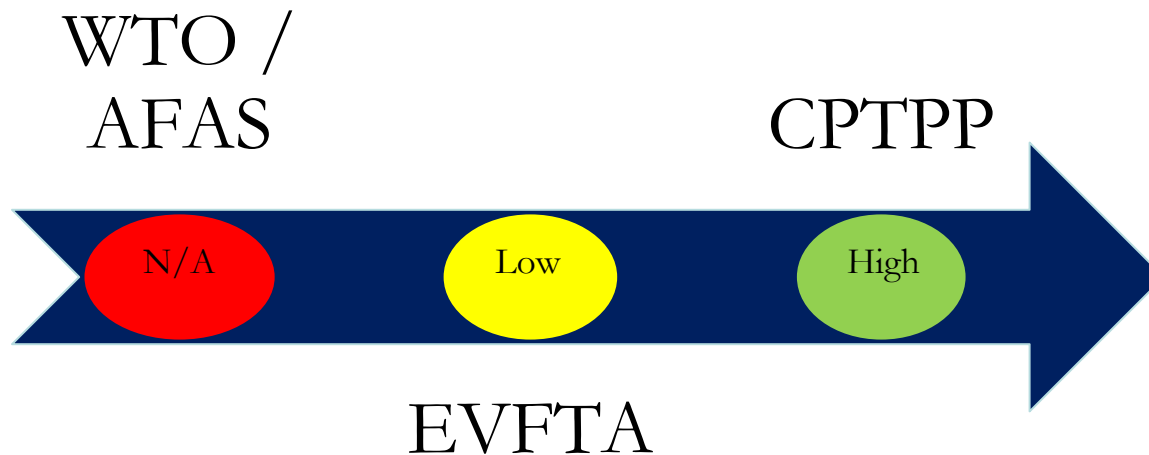 WTO /
AFAS
CPTPP
N/A
Low
High
EVFTA